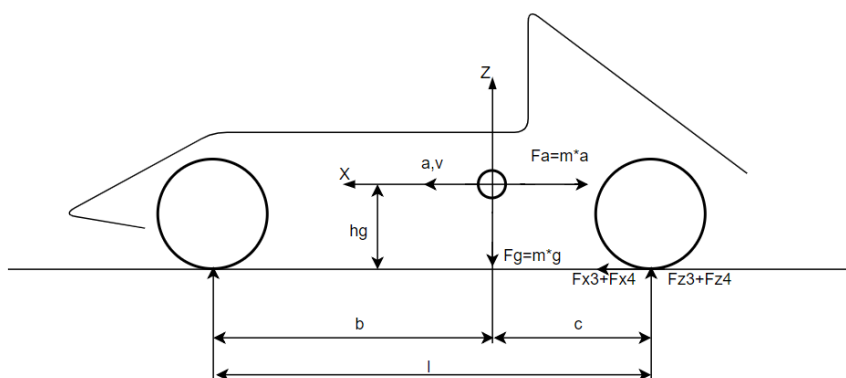 Z
Fa=m*a
a,v
X
hg
Fg=m*g
Fx3+Fx4
Fz3+Fz4
b
c
l